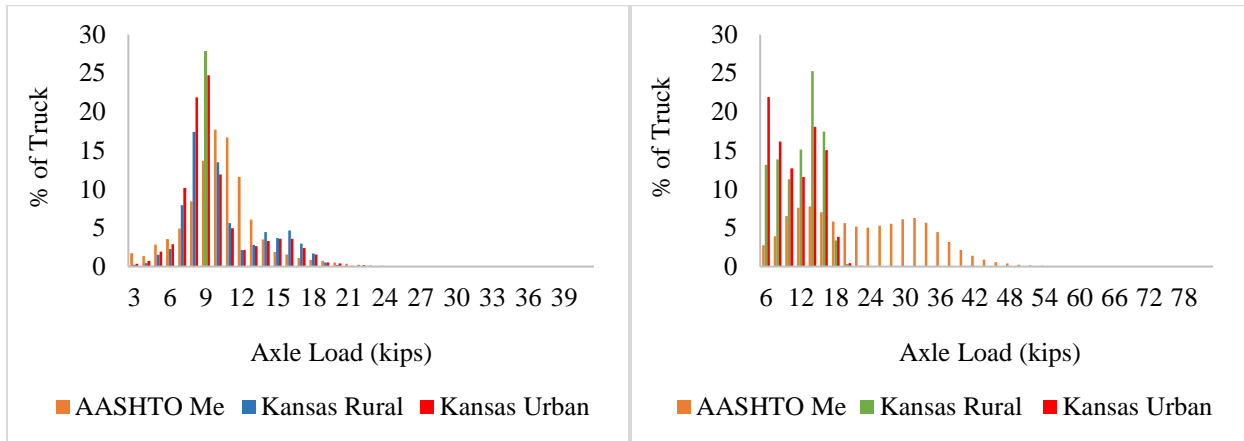 30
25
20
15
10
5
0
% of Truck
3 6 9 12 15 18 21 24 27 30 33 36 39
Axle Load (kips)
AASHTO Me Kansas Rural Kansas Urban
30
25
20
15
10
5
0
% of Truck
6 12 18 24 30 36 42 48 54 60 66 72 78
Axle Load (kips)
AASHTO Me Kansas Rural Kansas Urban